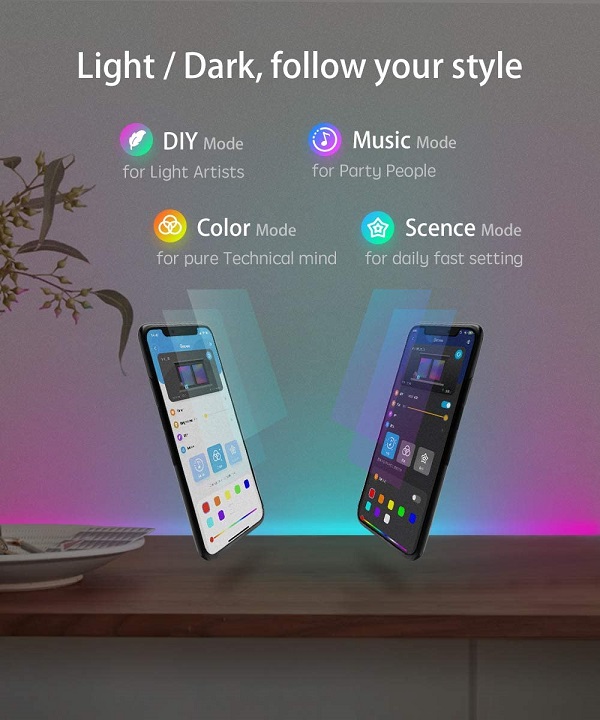 Light / Dark, follow your style
DIY Mode
Music Mode
for Light Artists
for Party People
Color Mode
Scence Mode
for pure Technical mind
for daily fast setting